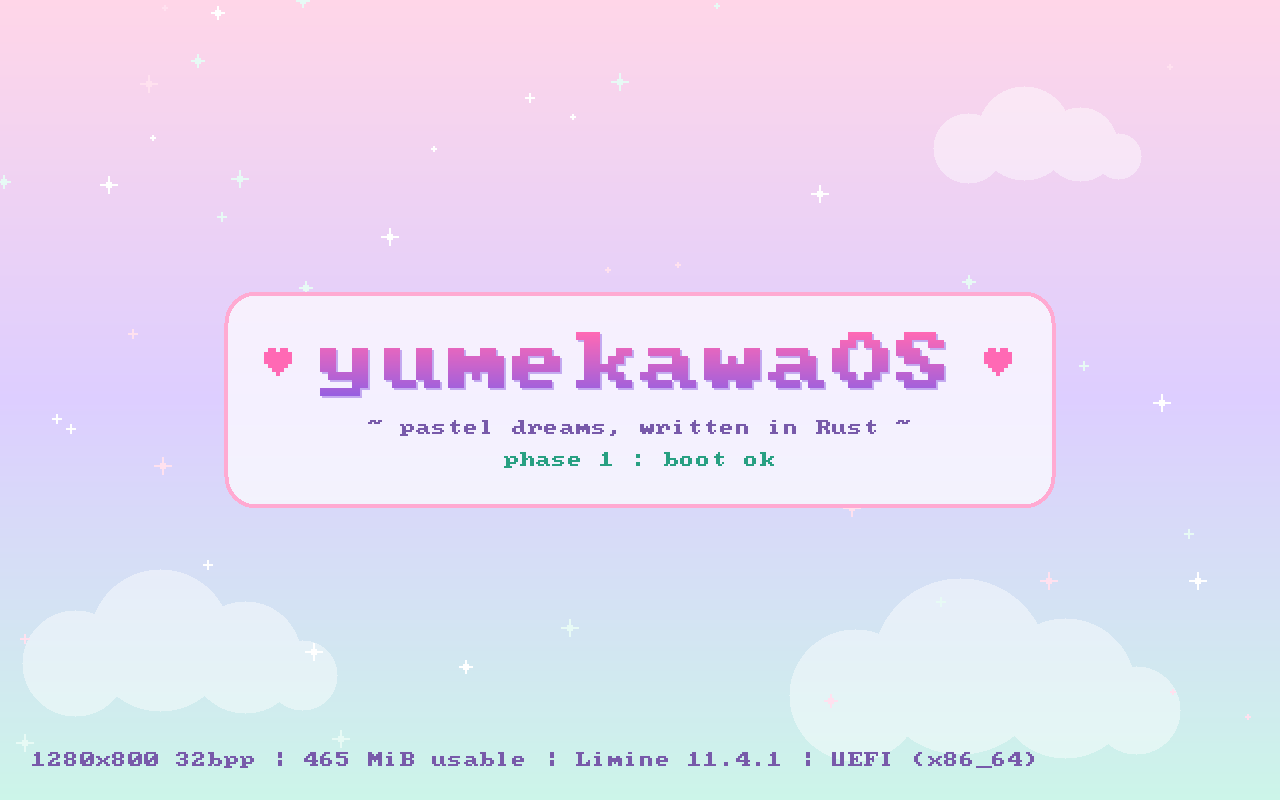 yumekawaOS
~ pastel dreams, written in Rust ~
phase 1 : boot ok
1280x800 32bpp ¦ 465 MiB usable ¦ Limine 11.4.1 ¦ UEFI (x86_64)